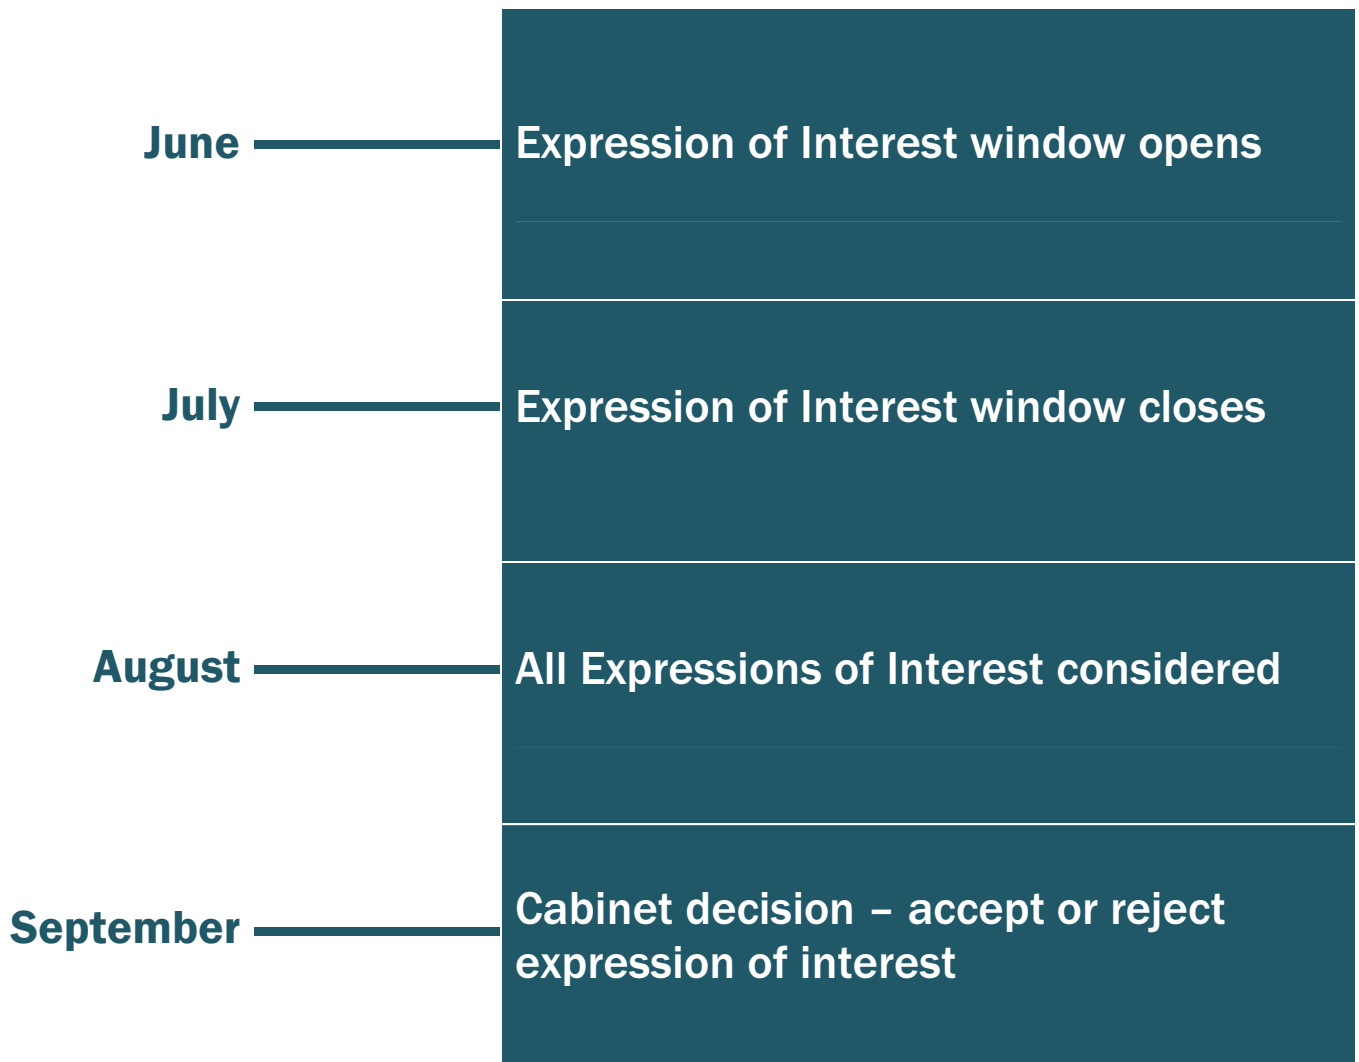 June
Expression of Interest window opens
July
Expression of Interest window closes
August
All Expressions of Interest considered
September
Cabinet decision – accept or reject
expression of interest